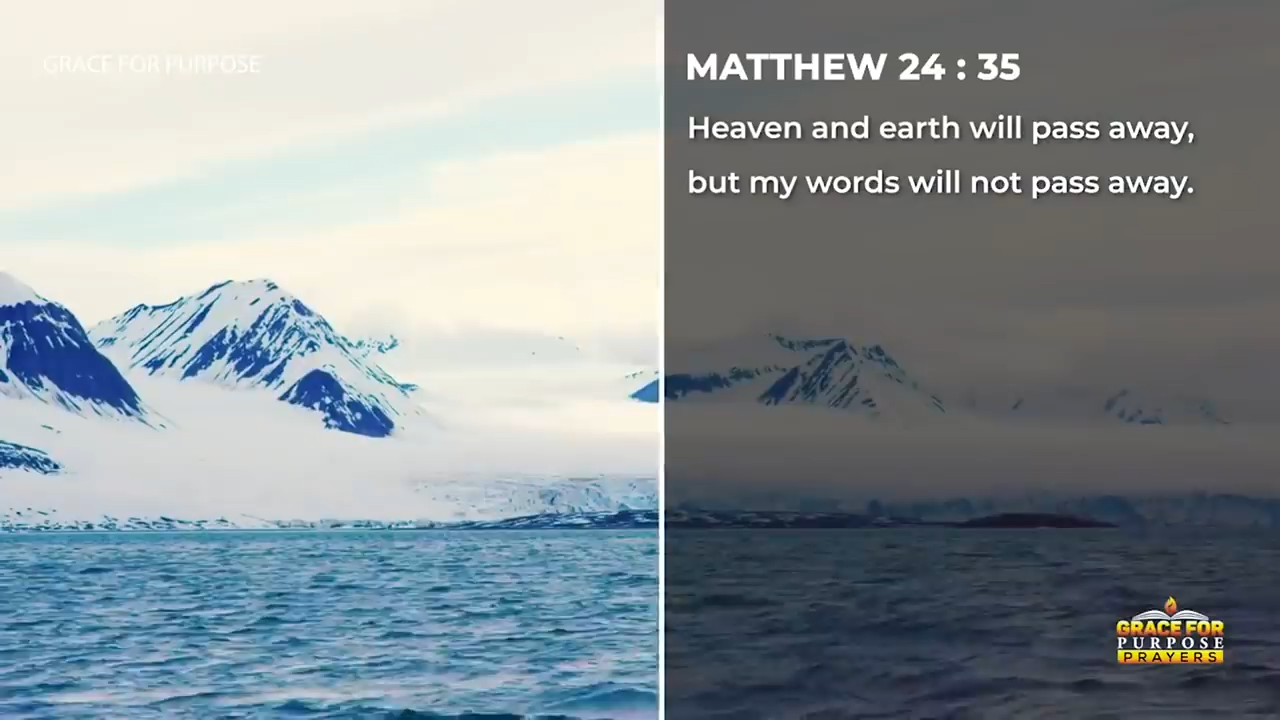 GRACE FOR PURPOSE
MATTHEW 24 : 35
Heaven and earth will pass away,
but my words will not pass away.
GRACE FOR
PURPOSE
PRAYERS